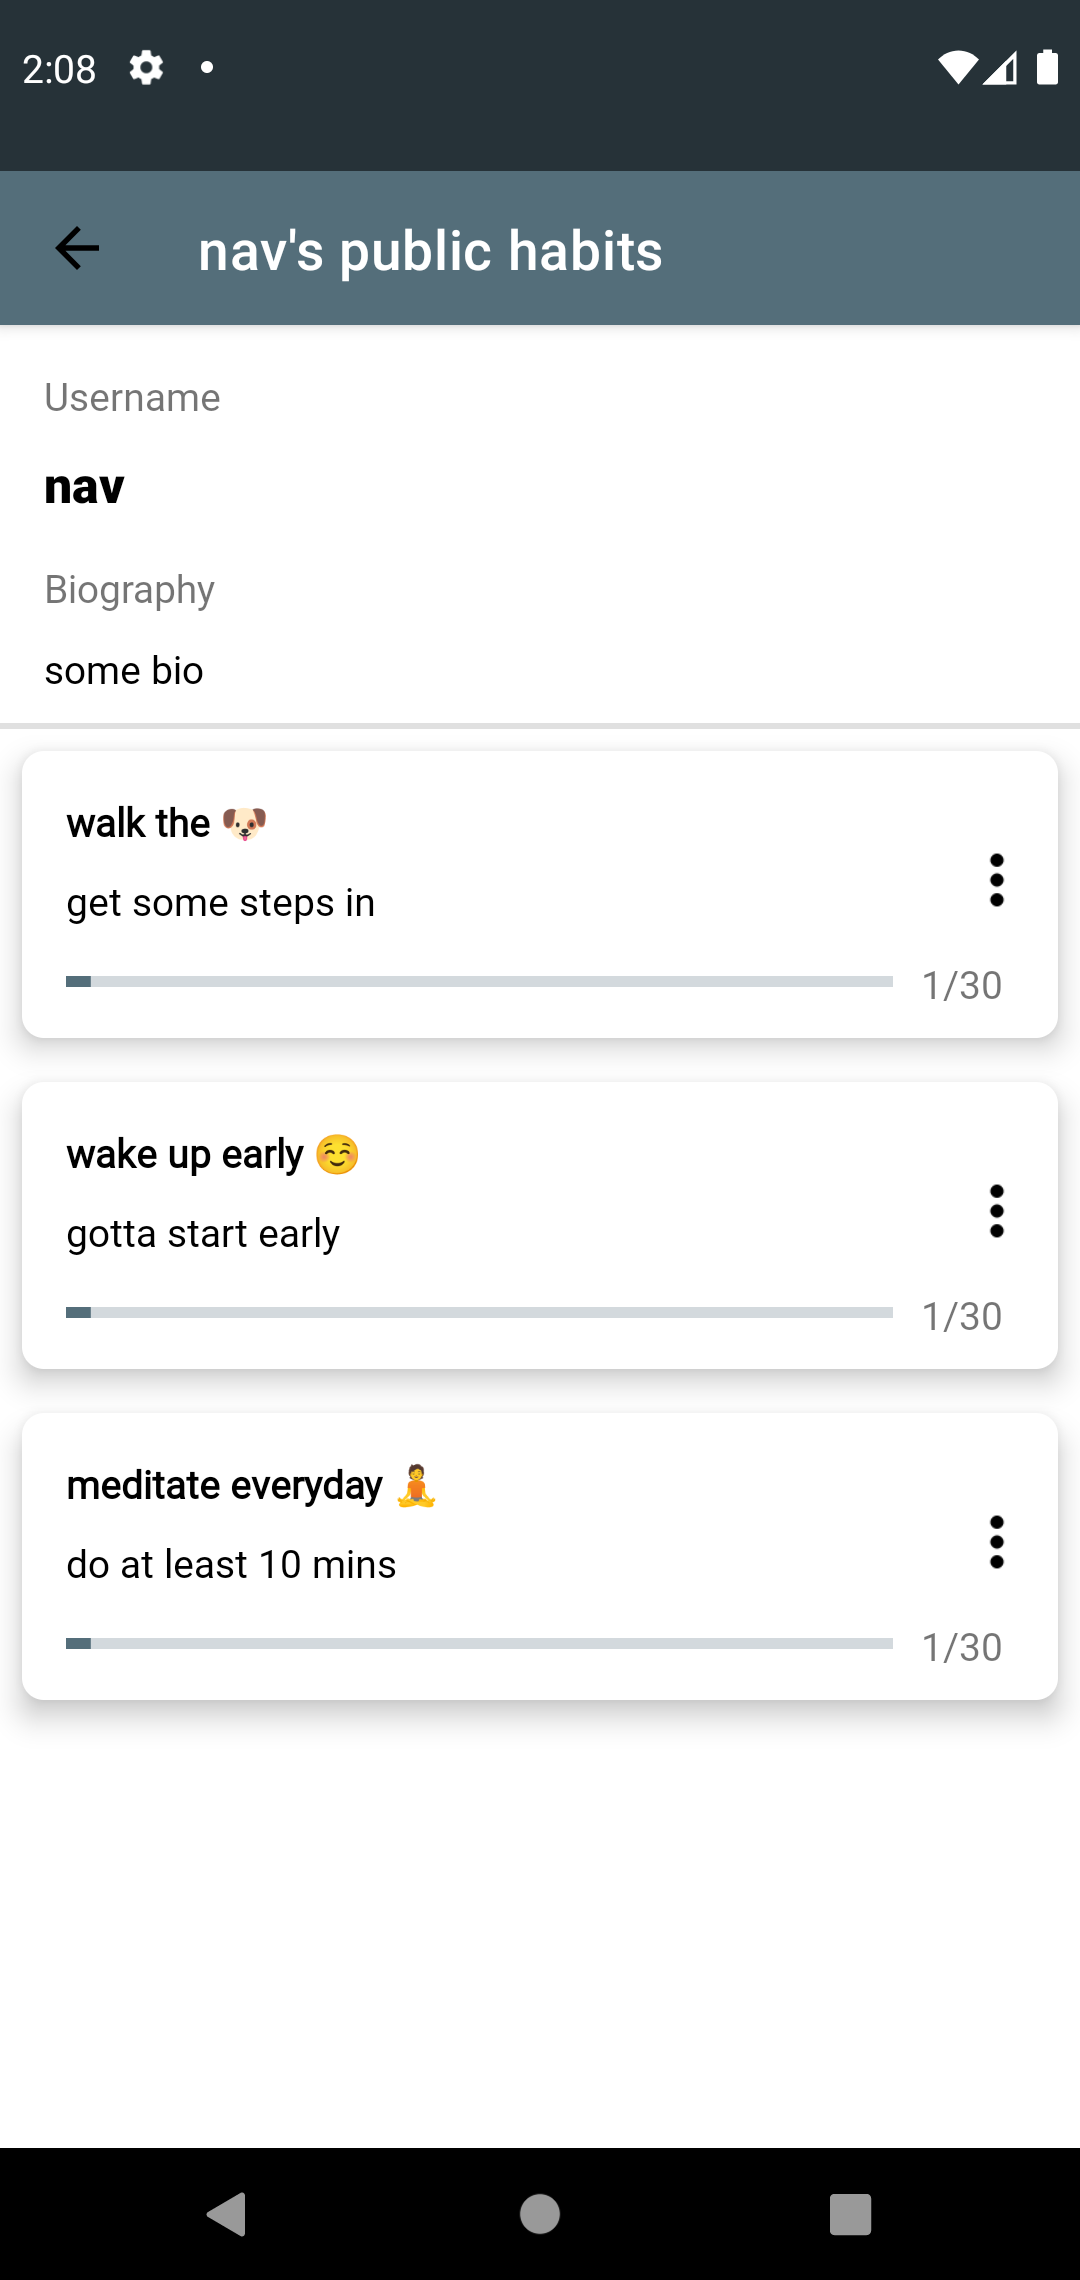 2:08
nav's public habits
Username
nav
Biography
some bio
walk the 🐶
get some steps in
1/30
wake up early ☺️
gotta start early
1/30
meditate everyday 🧘
do at least 10 mins
1/30